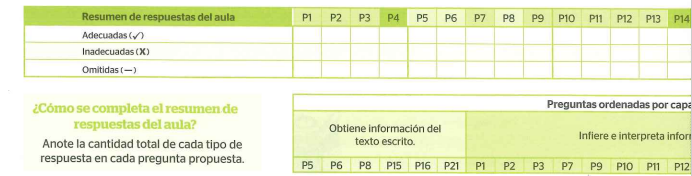 Resumen de respuestas del aula P1 P2 P3 P4 P5 P6 P7 P8 P9 P10 P11 P12 P13 P14
Adecuadas (✓)
Inadecuadas (X)
Omitidas (—)
¿Cómo se completa el resumen de
respuestas del aula?
Anote la cantidad total de cada tipo de
respuesta en cada pregunta propuesta.
Preguntas ordenadas por capa
Obtiene información del
texto escrito.
Infiere e interpreta infor
P5 P6 P8 P15 P16 P21 P1 P2 P3 P7 P9 P10 P11 P12